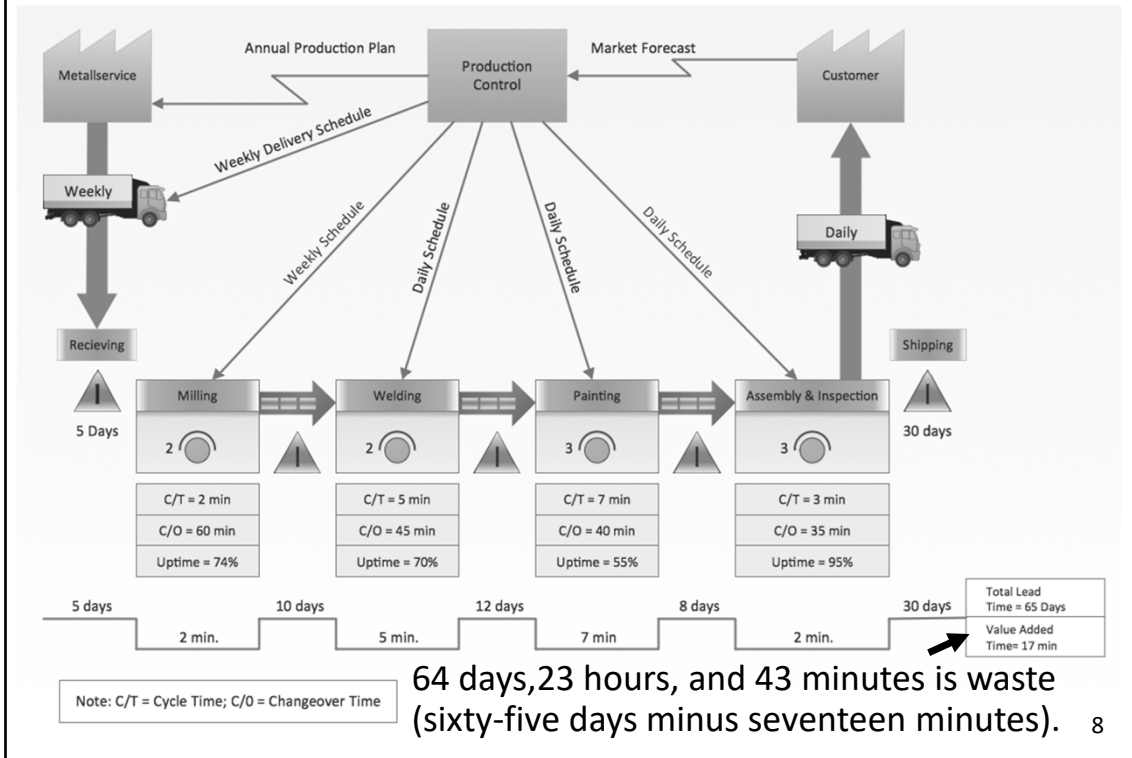 Metallservice
Annual Production Plan
Production
Control
Market Forecast
Customer
Weekly Delivery Schedule
Weekly
Weekly Schedule
Daily Schedule
Daily Schedule
Daily Schedule
Daily
Recieving
I
5 Days
Milling
2
I
Welding
2
I
Painting
3
I
Assembly & Inspection
3
Shipping
I
30 days
C/T = 2 min
C/O = 60 min
Uptime = 74%
C/T = 5 min
C/O = 45 min
Uptime = 70%
C/T = 7 min
C/O = 40 min
Uptime = 55%
C/T = 3 min
C/O = 35 min
Uptime = 95%
5 days
2 min.
10 days
5 min.
12 days
7 min
8 days
2 min.
30 days
Total Lead
Time = 65 Days
Value Added
Time= 17 min
Note: C/T = Cycle Time; C/0 = Changeover Time
64 days,23 hours, and 43 minutes is waste
(sixty-five days minus seventeen minutes).
8